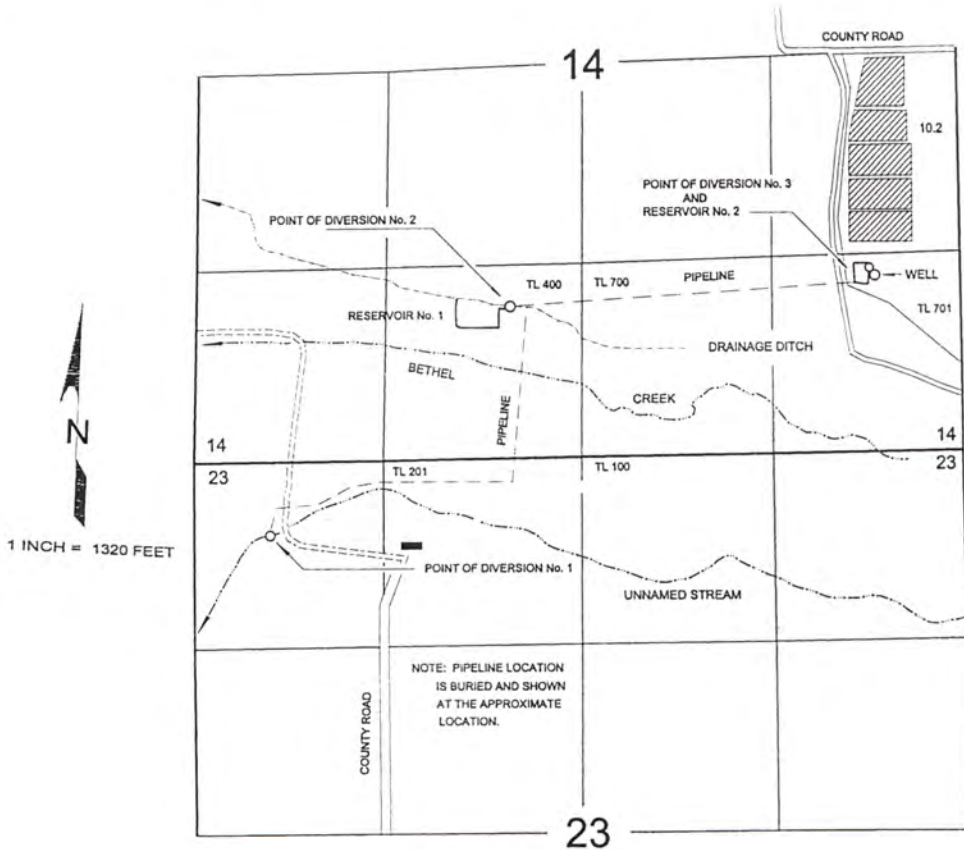 COUNTY ROAD
14
10.2
POINT OF DIVERSION No. 3
AND
RESERVOIR No. 2
POINT OF DIVERSION No. 2
WELL
TL 400
TL 700
PIPELINE
TL 701
RESERVOIR No. 1
DRAINAGE DITCH
BETHEL
CREEK
PIPELINE
N
14
14
23
23
TL 201
TL 100
1 INCH = 1320 FEET
POINT OF DIVERSION No. 1
UNNAMED STREAM
NOTE: PIPELINE LOCATION
IS BURIED AND SHOWN
AT THE APPROXIMATE
LOCATION.
COUNTY ROAD
23